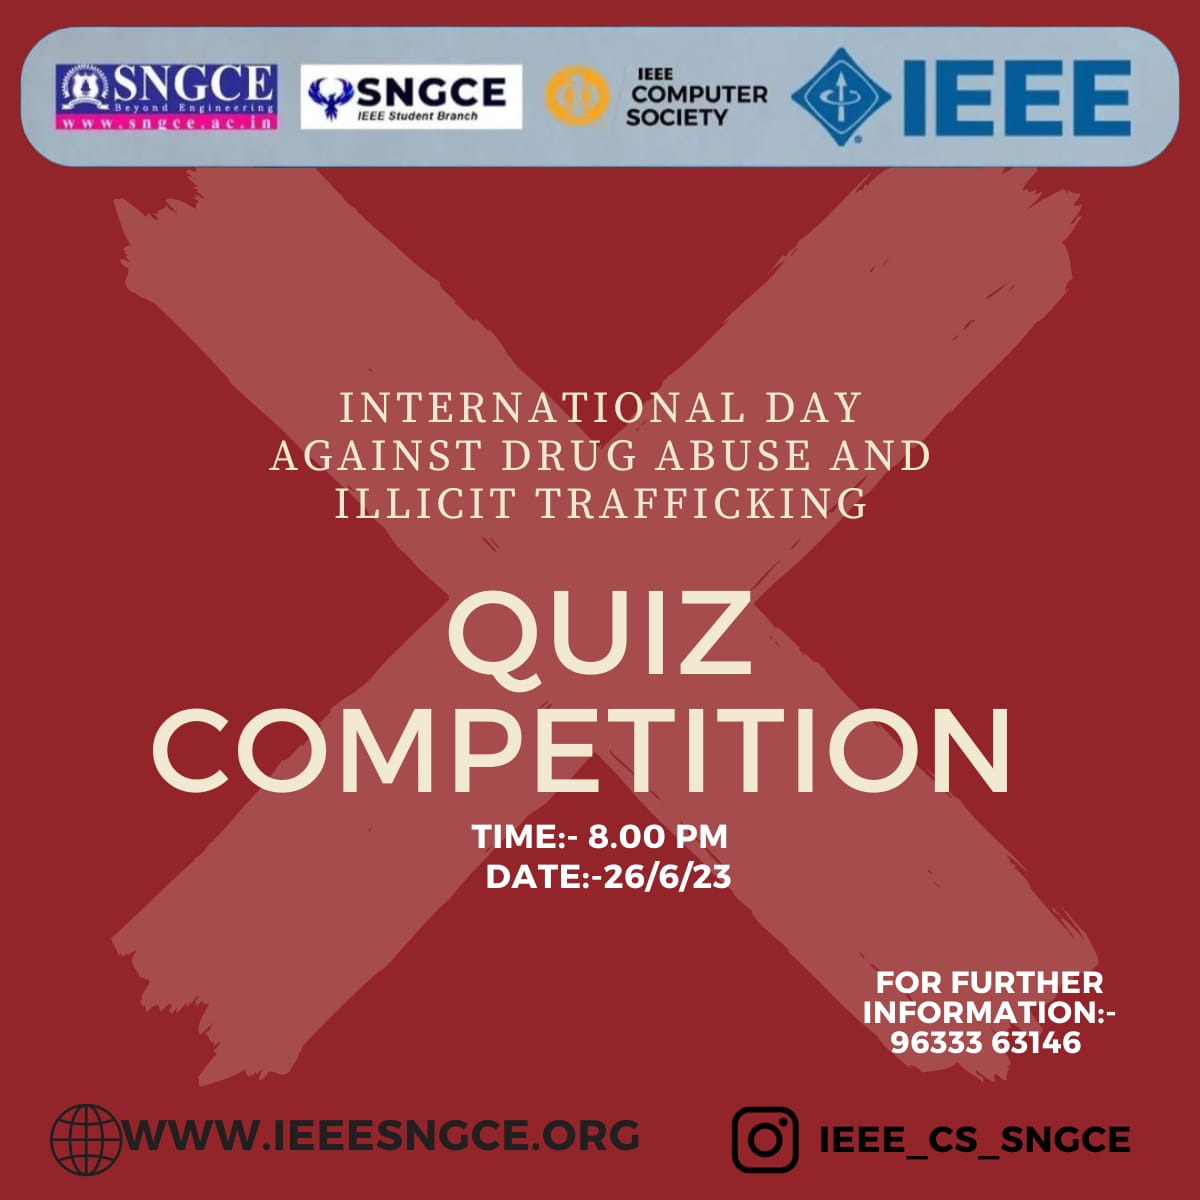 SNGCE
Beyond Engineering
www.sngce.ac.in
SNGCE
IEEE Student Branch
IEEE
COMPUTER
SOCIETY
IEEE
INTERNATIONAL DAY
AGAINST DRUG ABUSE AND
ILLICIT TRAFFICKING
QUIZ
COMPETITION
TIME:- 8.00 PM
DATE:-26/6/23
FOR FURTHER
INFORMATION:-
96333 63146
WWW.IEEESNGCE.ORG
IEEE_CS_SNGCE